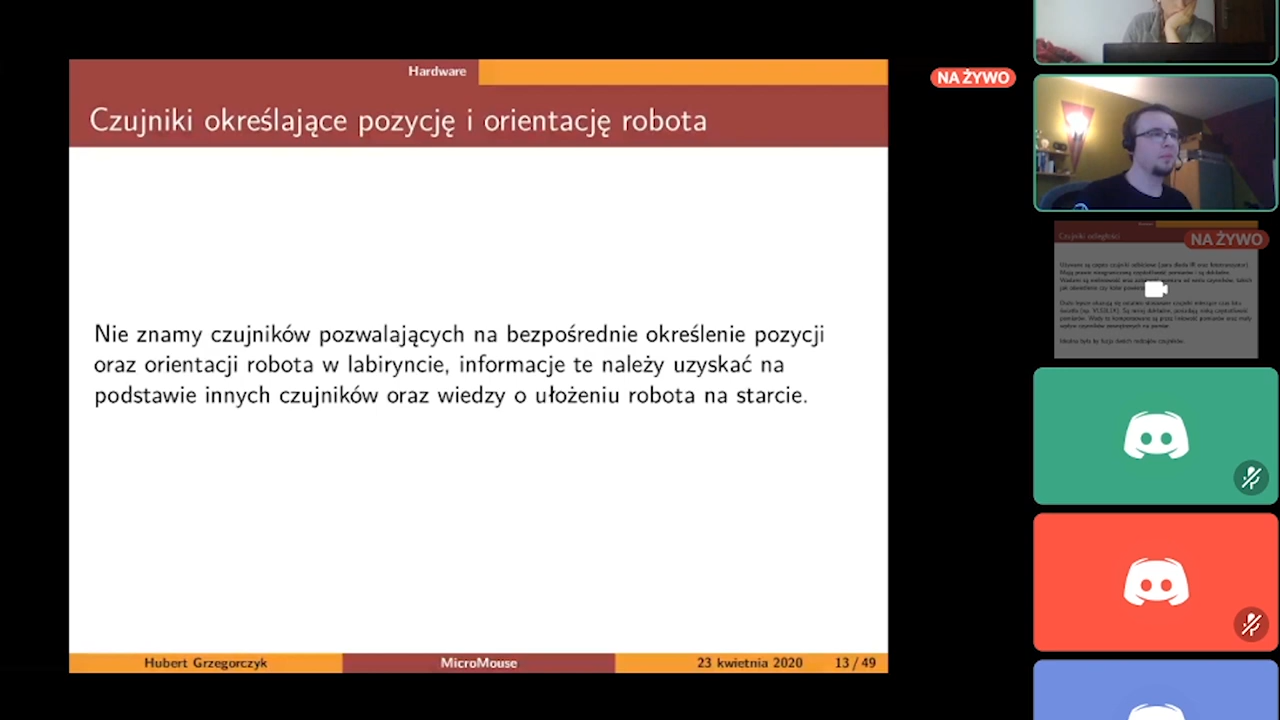 Hardware
Czujniki określające pozycję i orientację robota
NA ŻYWO
Nie znamy czujników pozwalających na bezpośrednie określenie pozycji
oraz orientacji robota w labiryncie, informacje te należy uzyskać na
podstawie innych czujników oraz wiedzy o ułożeniu robota na starcie.
Hubert Grzegorczyk
MicroMouse
23 kwietnia 2020
13 / 49
Czujniki odległości
NA ŻYWO